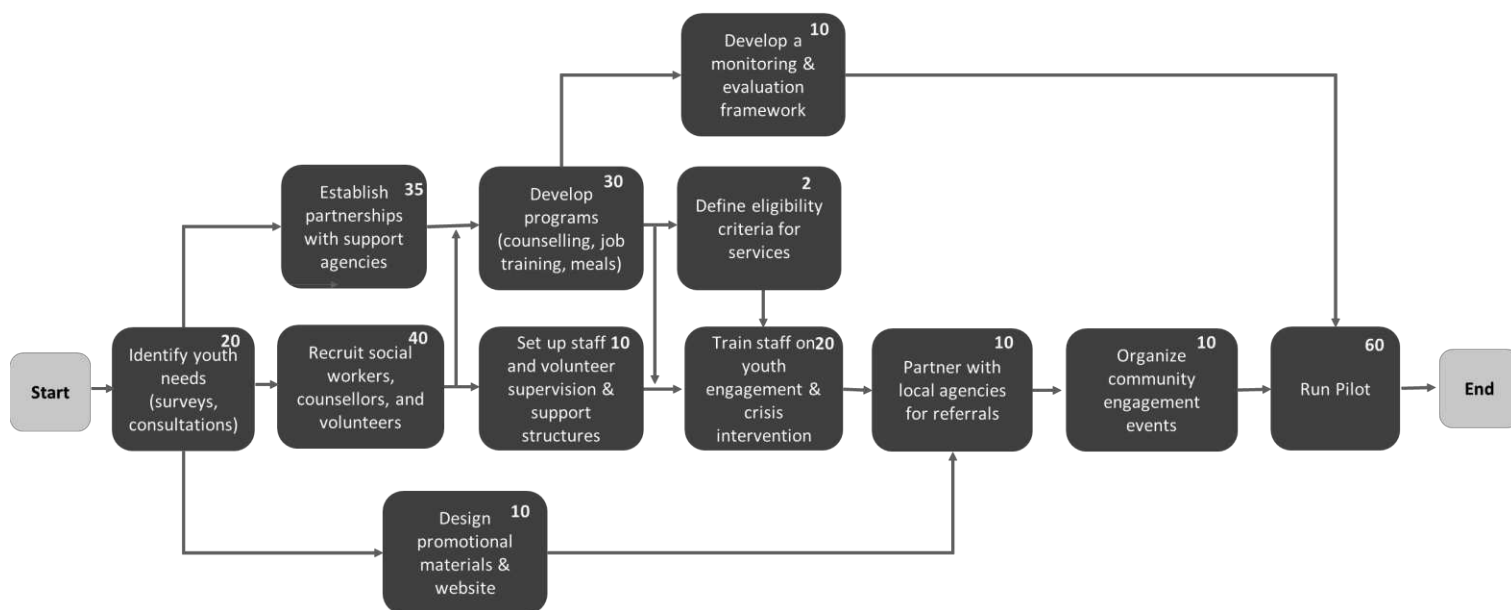 10
Develop a
monitoring &
evaluation
framework
35
Establish
partnerships
with support
agencies
30
Develop
programs
(counselling, job
training, meals)
2
Define eligibility
criteria for
services
Start
20
Identify youth
needs
(surveys,
consultations)
40
Recruit social
workers,
counsellors, and
volunteers
10
Set up staff
and volunteer
supervision &
support
structures
20
Train staff on
youth
engagement &
crisis
intervention
10
Partner with
local agencies
for referrals
10
Organize
community
engagement
events
60
Run Pilot
End
10
Design
promotional
materials &
website